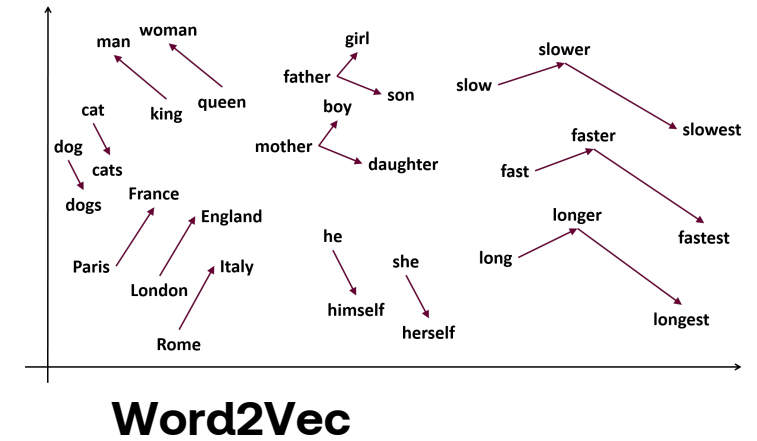 woman
man
king
queen
cat
dog
cats
dogs
France
England
Italy
Paris
London
Rome
girl
father
son
boy
mother
daughter
he
she
himself
herself
slower
slow
slowest
faster
fast
fastest
longer
long
longest
Word2Vec